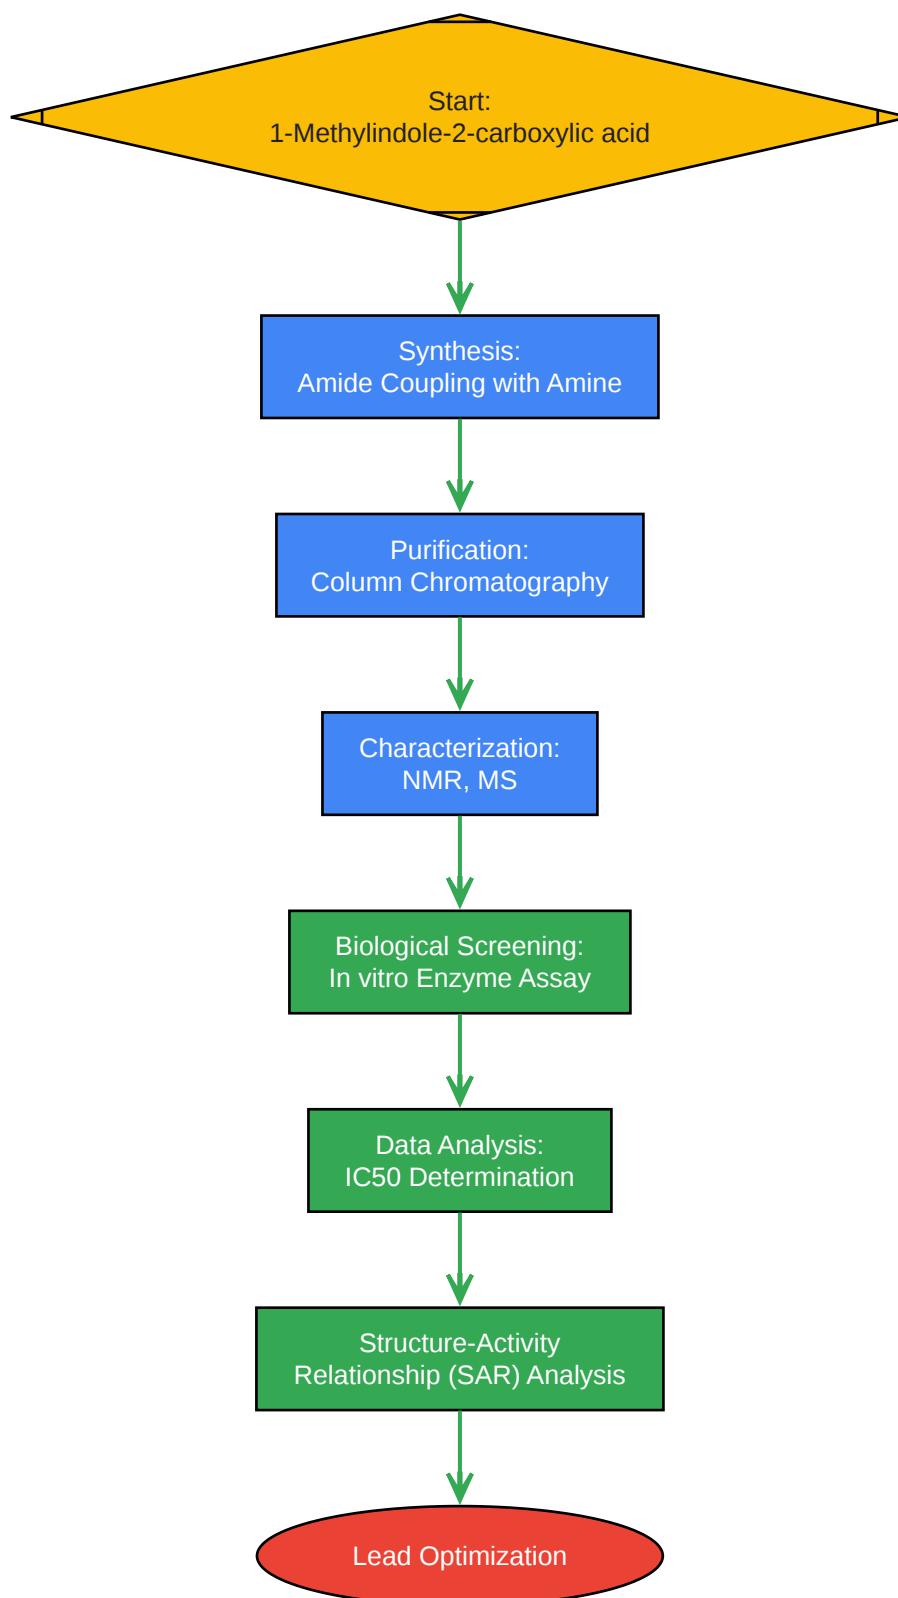 Start:
1-Methylindole-2-carboxylic acid
Synthesis:
Amide Coupling with Amine
Purification:
Column Chromatography
Characterization:
NMR, MS
Biological Screening:
In vitro Enzyme Assay
Data Analysis:
IC50 Determination
Structure-Activity
Relationship (SAR) Analysis
Lead Optimization